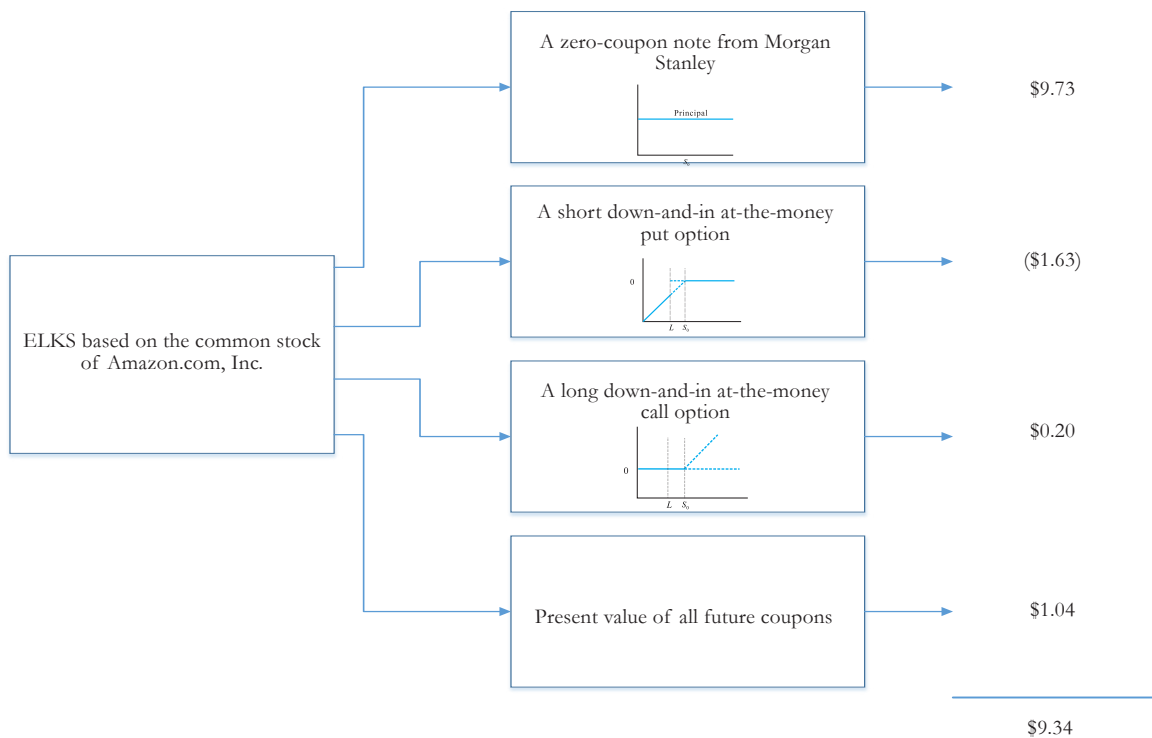 A zero-coupon note from Morgan
Stanley
Principal
S₀
$9.73
A short down-and-in at-the-money
put option
0
L S₀
($1.63)
ELKS based on the common stock
of Amazon.com, Inc.
A long down-and-in at-the-money
call option
0
L S₀
$0.20
Present value of all future coupons
$1.04
$9.34